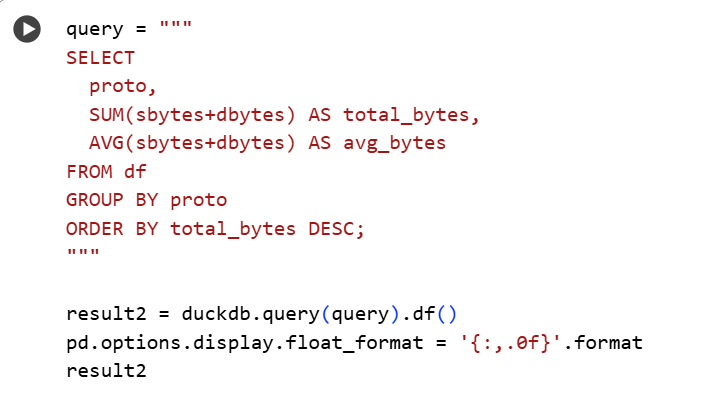 query = """
SELECT
  proto,
  SUM(sbytes+dbytes) AS total_bytes,
  AVG(sbytes+dbytes) AS avg_bytes
FROM df
GROUP BY proto
ORDER BY total_bytes DESC;
"""

result2 = duckdb.query(query).df()
pd.options.display.float_format = '{:,.0f}'.format
result2